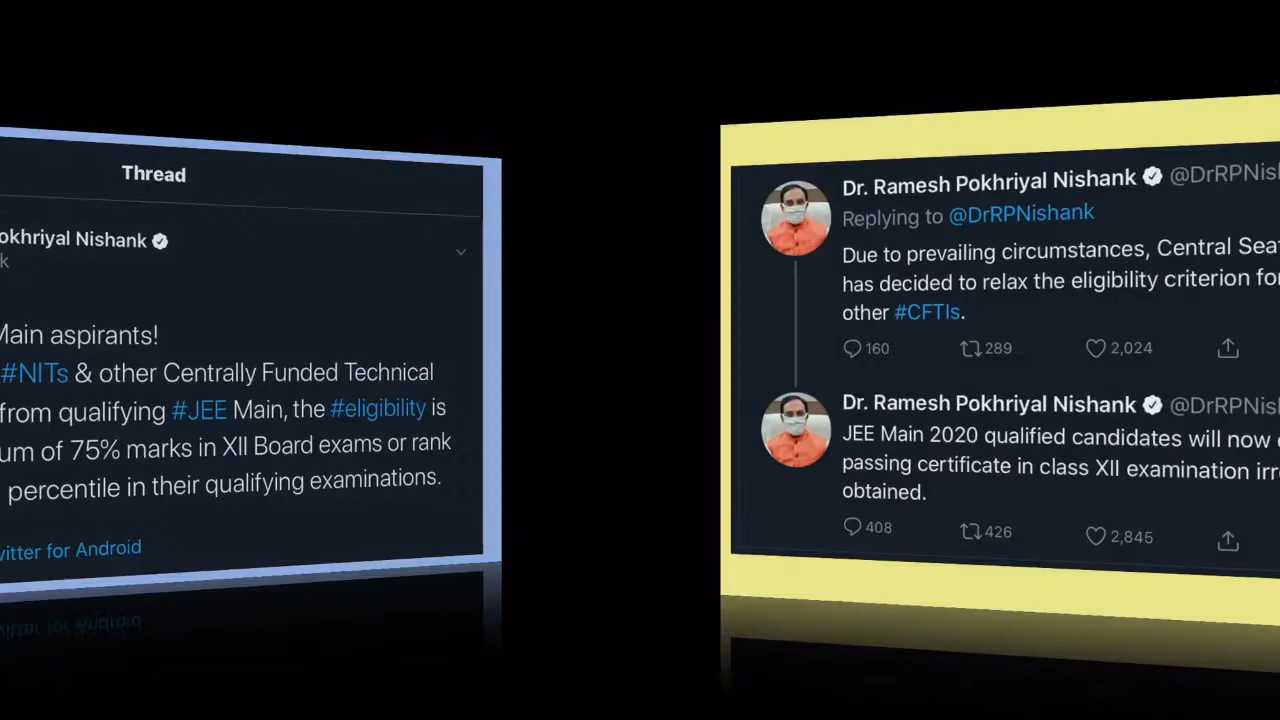 Thread
okhriyal Nishank
k
Main aspirants!
#NITs & other Centrally Funded Technical
from qualifying #JEE Main, the #eligibility is
um of 75% marks in XII Board exams or rank
percentile in their qualifying examinations.
witter for Android
Dr. Ramesh Pokhriyal Nishank @DrRPNis
Replying to @DrRPNishank
Due to prevailing circumstances, Central Sea
has decided to relax the eligibility criterion fo
other #CFTIs.
160 289 2,024
Dr. Ramesh Pokhriyal Nishank @DrRPNis
JEE Main 2020 qualified candidates will now
passing certificate in class XII examination irr
obtained.
408 426 2,845